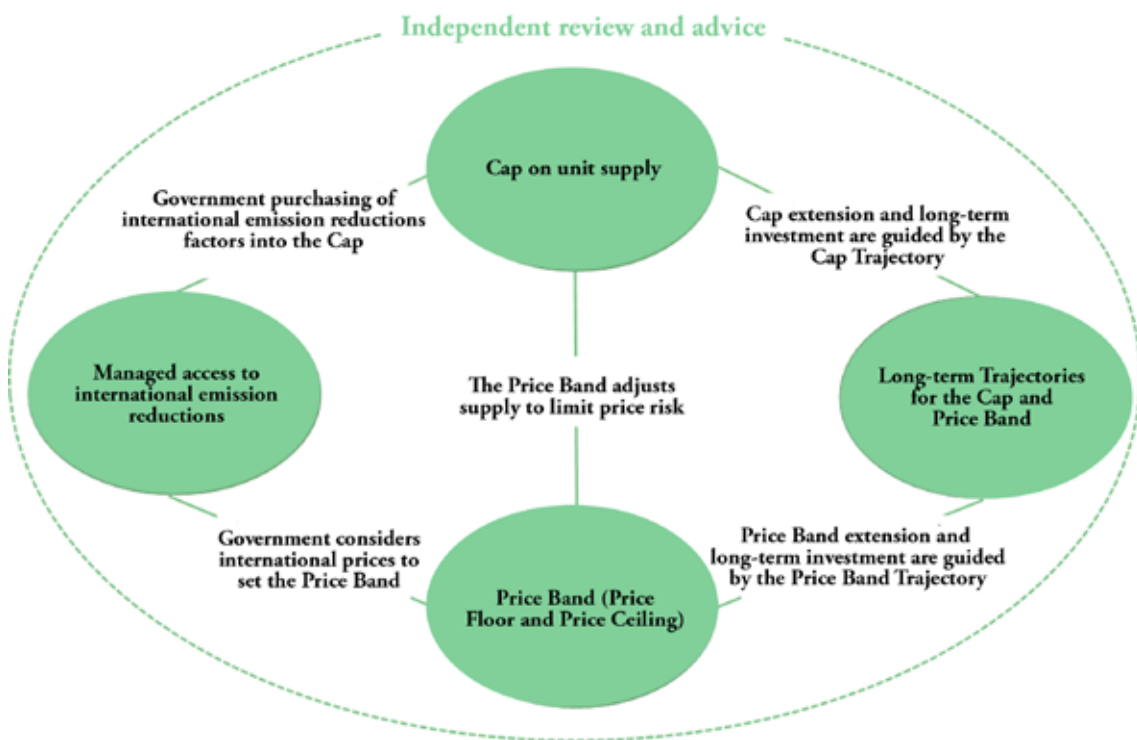 Independent review and advice
Cap on unit supply
Government purchasing of
international emission reductions
factors into the Cap
Cap extension and long-term
investment are guided by the
Cap Trajectory
Managed access to
international emission
reductions
The Price Band adjusts
supply to limit price risk
Long-term Trajectories
for the Cap and
Price Band
Government considers
international prices to
set the Price Band
Price Band extension and
long-term investment are guided
by the Price Band Trajectory
Price Band (Price
Floor and Price Ceiling)